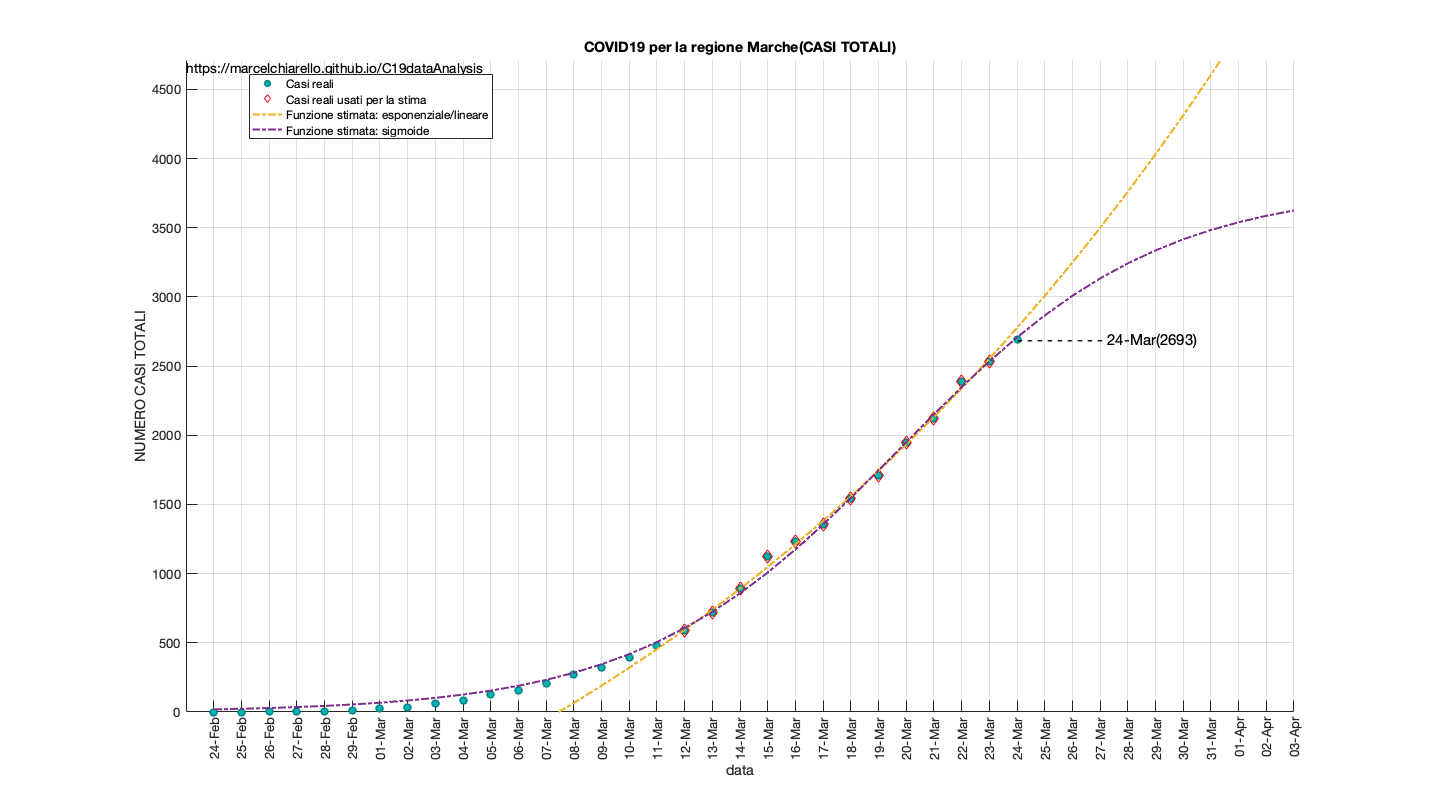 COVID19 per la regione Marche(CASI TOTALI)
https://marcelchiarello.github.io/C19dataAnalysis
Casi reali
Casi reali usati per la stima
Funzione stimata: esponenziale/lineare
Funzione stimata: sigmoide
4500
4000
3500
3000
2500
2000
1500
1000
500
0
NUMERO CASI TOTALI
24-Mar(2693)
24-Feb
25-Feb
26-Feb
27-Feb
28-Feb
29-Feb
01-Mar
02-Mar
03-Mar
04-Mar
05-Mar
06-Mar
07-Mar
08-Mar
09-Mar
10-Mar
11-Mar
12-Mar
13-Mar
14-Mar
15-Mar
16-Mar
17-Mar
18-Mar
19-Mar
20-Mar
21-Mar
22-Mar
23-Mar
24-Mar
25-Mar
26-Mar
27-Mar
28-Mar
29-Mar
30-Mar
31-Mar
01-Apr
02-Apr
03-Apr
data